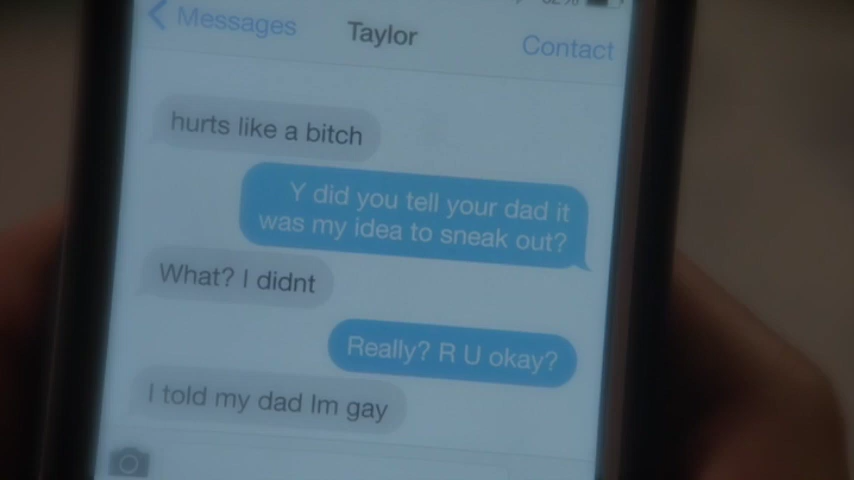 Messages Taylor Contact
hurts like a bitch
Y did you tell your dad it
was my idea to sneak out?
What? I didnt
Really? R U okay?
I told my dad Im gay